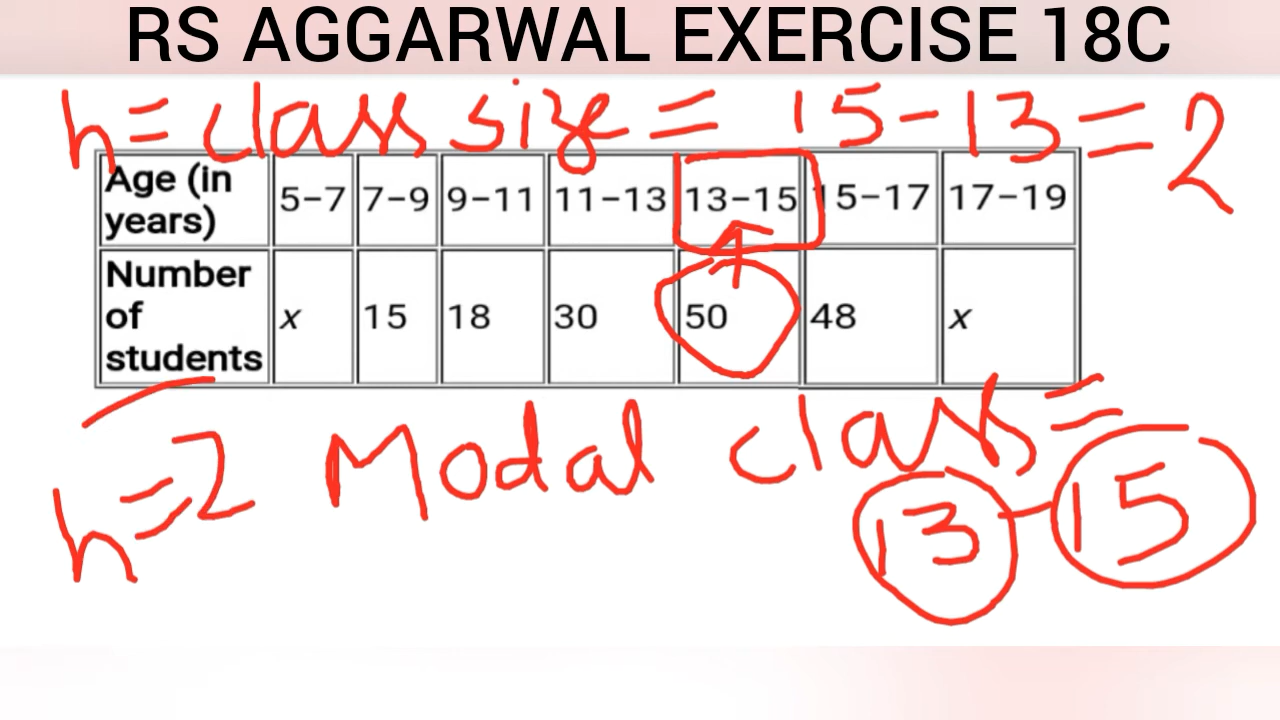 RS AGGARWAL EXERCISE 18C
h = class size = 15 - 13 = 2
Age (in years) 5–7 7–9 9–11 11–13 13–15 15–17 17–19
Number of students x 15 18 30 50 48 x
h = 2 Modal class =
13 - 15